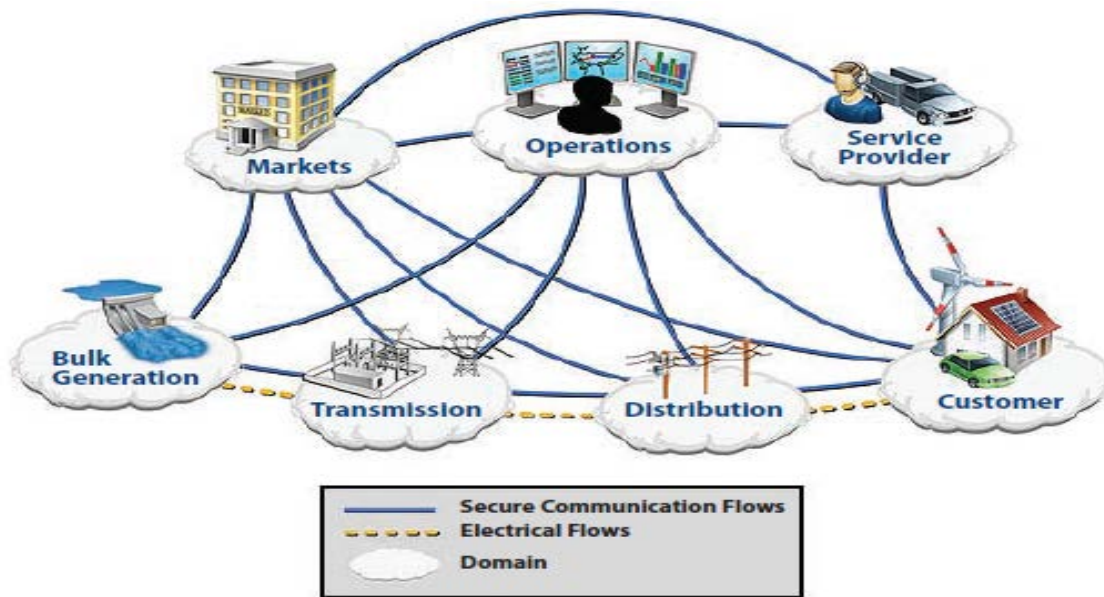 Markets
Operations
Service
Provider
Bulk
Generation
Transmission
Distribution
Customer
Secure Communication Flows
Electrical Flows
Domain